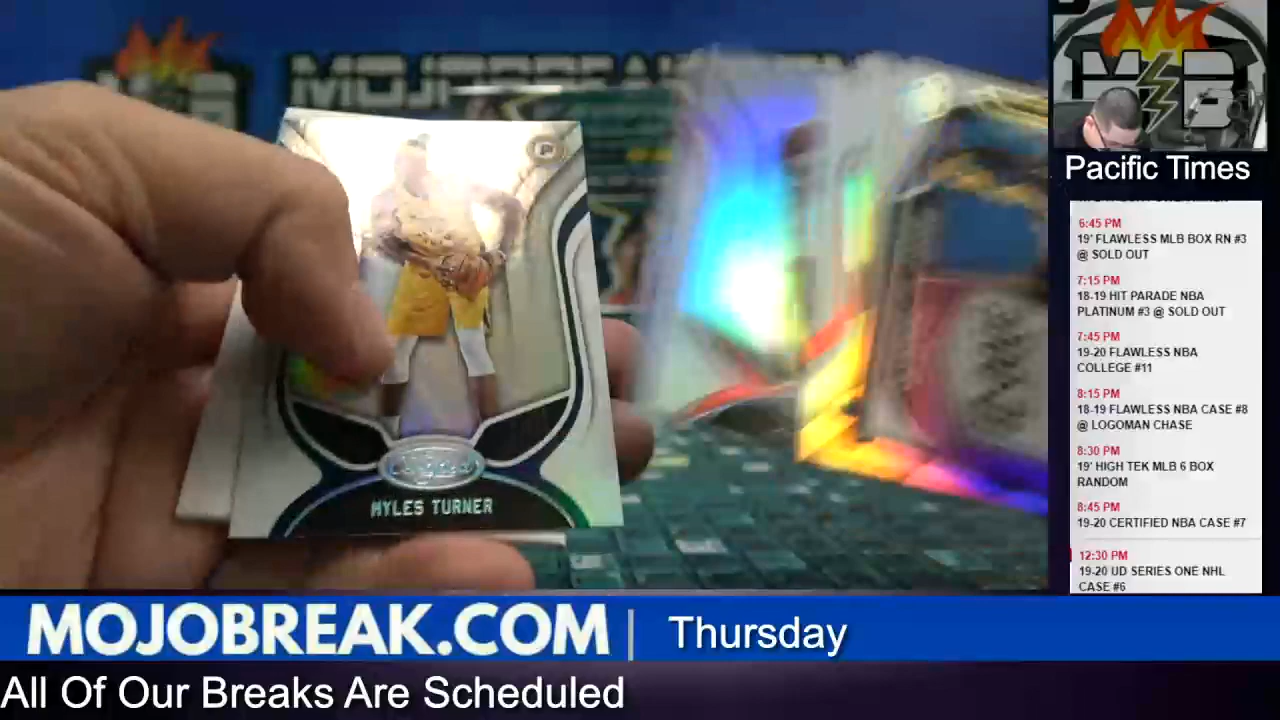 MOJOBREAK
MB
Pacific Times
6:45 PM
19' FLAWLESS MLB BOX RN #3
@ SOLD OUT
7:15 PM
18-19 HIT PARADE NBA
PLATINUM #3 @ SOLD OUT
7:45 PM
19-20 FLAWLESS NBA
COLLEGE #11
8:15 PM
18-19 FLAWLESS NBA CASE #8
@ LOGOMAN CHASE
8:30 PM
19' HIGH TEK MLB 6 BOX
RANDOM
8:45 PM
19-20 CERTIFIED NBA CASE #7
12:30 PM
19-20 UD SERIES ONE NHL
CASE #6
Certified
MYLES TURNER
MOJOBREAK.COM | Thursday
All Of Our Breaks Are Scheduled